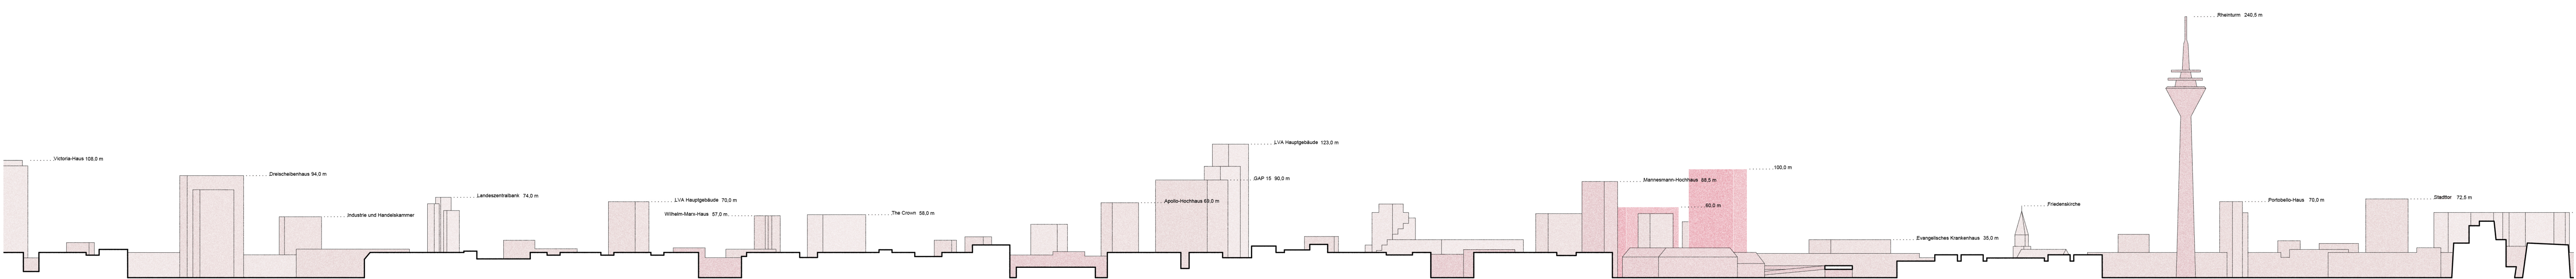 Victoria-Haus 108,0 m
Dreischeibenhaus 94,0 m
Industrie und Handelskammer
Landeszentralbank 74,0 m
LVA Hauptgebäude 70,0 m
Wilhelm-Marx-Haus 57,0 m
The Crown 58,0 m
Apollo-Hochhaus 69,0 m
GAP 15 90,0 m
LVA Hauptgebäude 123,0 m
Mannesmann-Hochhaus 88,5 m
60,0 m
100,0 m
Evangelisches Krankenhaus 35,0 m
Friedenskirche
Rheinturm 240,5 m
Portobello-Haus 70,0 m
Stadttor 72,5 m